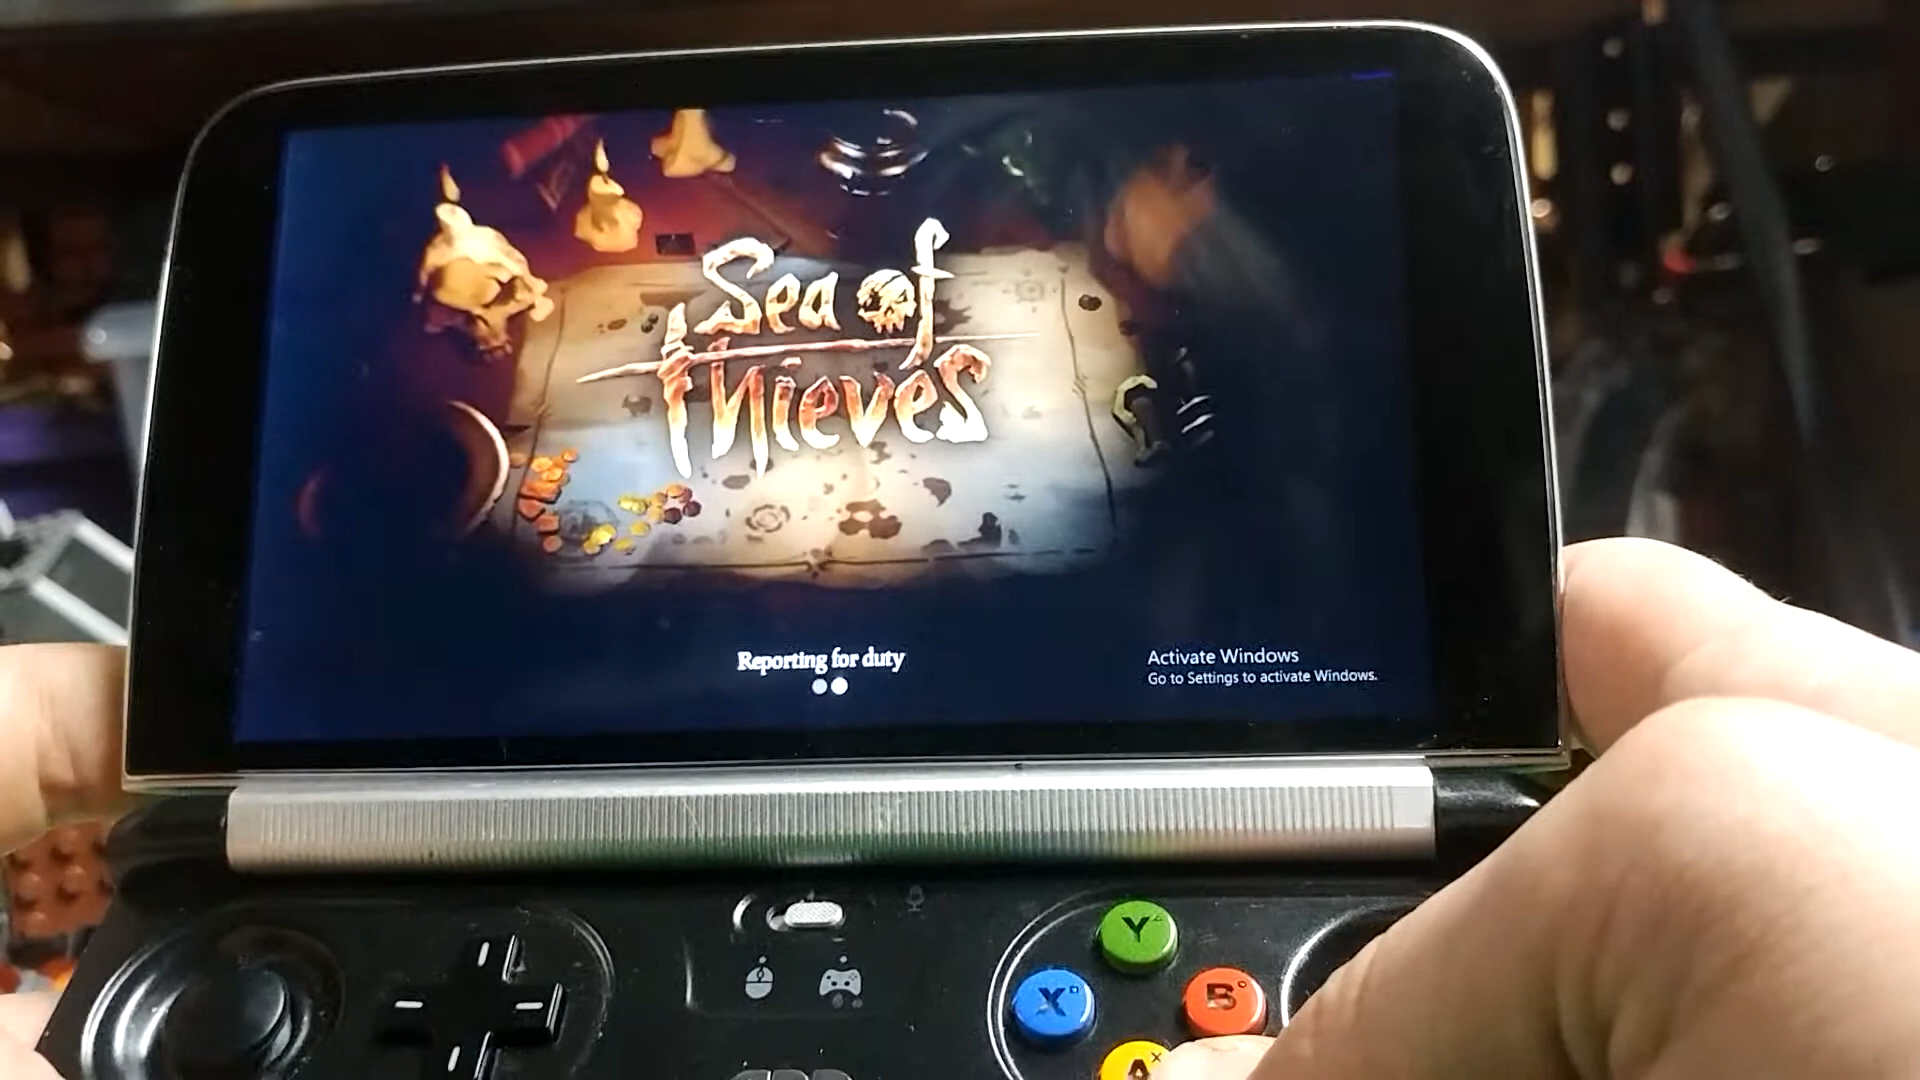 Sea of
Thieves
Reporting for duty
Activate Windows
Go to Settings to activate Windows.
Y
X
B
A